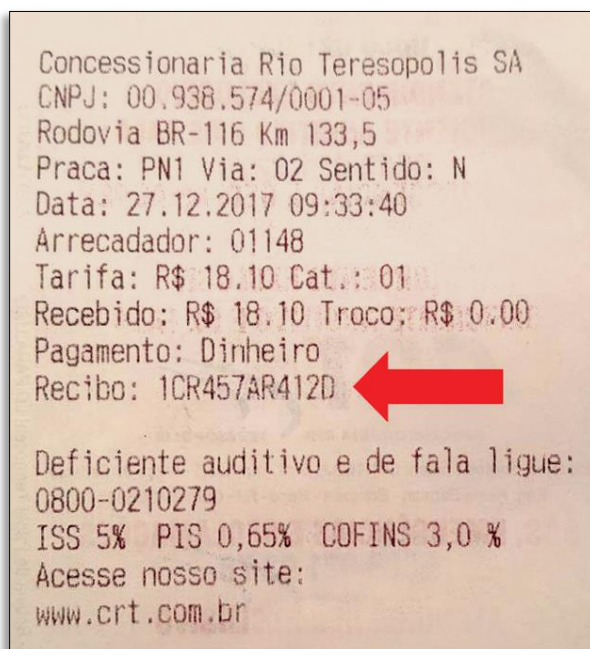 Concessionaria Rio Teresopolis SA
CNPJ: 00.938.574/0001-05
Rodovia BR-116 Km 133,5
Praca: PN1 Via: 02 Sentido: N
Data: 27.12.2017 09:33:40
Arrecadador: 01148
Tarifa: R$ 18.10 Cat.: 01
Recebido: R$ 18.10 Troco: R$ 0.00
Pagamento: Dinheiro
Recibo: 1CR457AR412D
Deficiente auditivo e de fala ligue:
0800-0210279
ISS 5% PIS 0,65% COFINS 3,0 %
Acesse nosso site:
www.crt.com.br